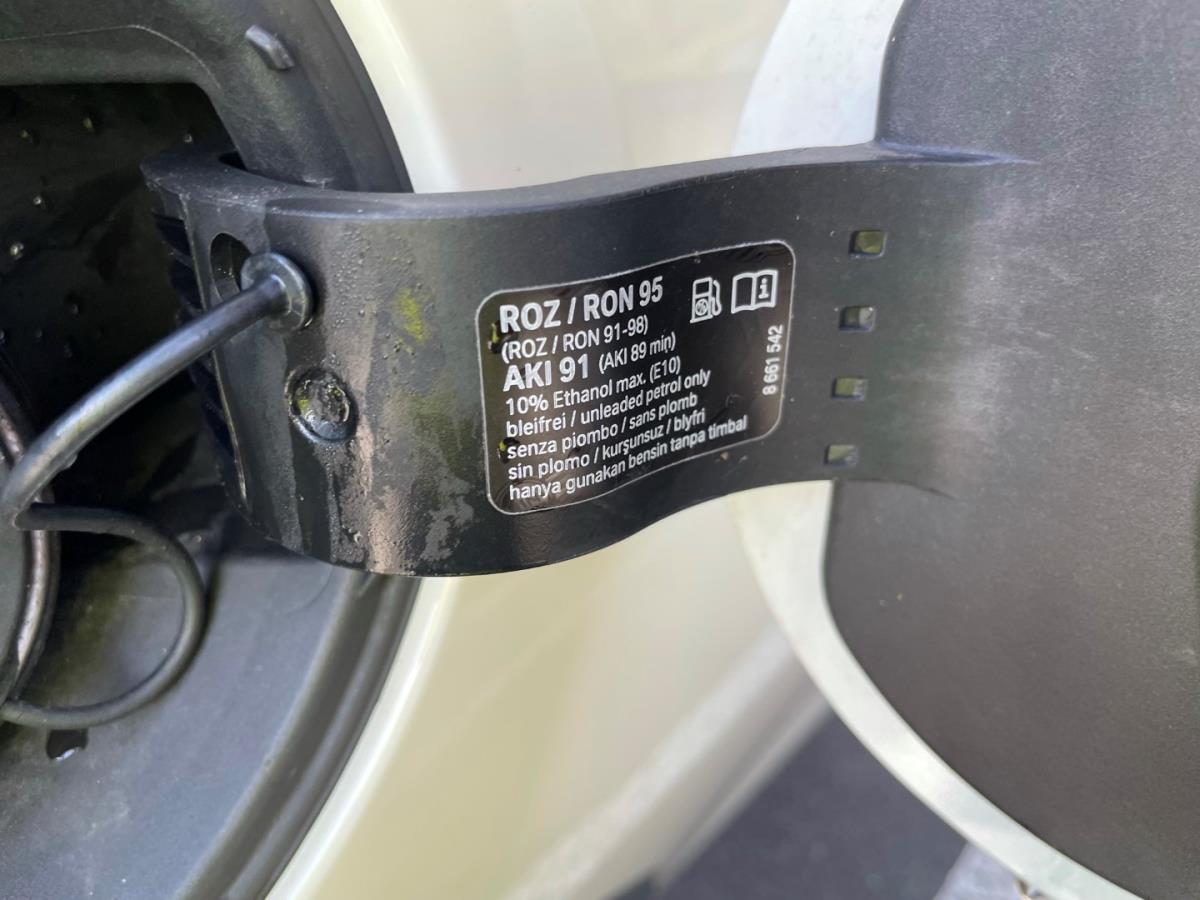 ROZ / RON 95
(ROZ / RON 91-98)
AKI 91 (AKI 89 min)
10% Ethanol max. (E10)
bleifrei / unleaded petrol only
senza piombo / sans plomb
sin plomo / kurşunsuz / blyfri
hanya gunakan bensin tanpa timbal
8 661 542